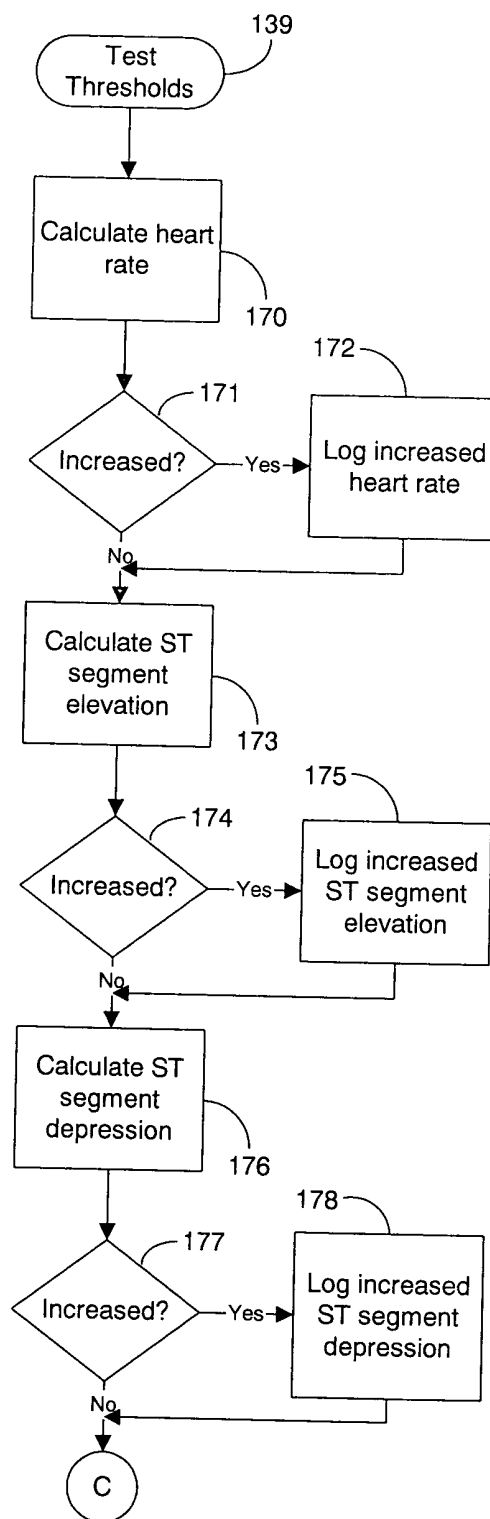 Test
Thresholds
139
Calculate heart
rate
170
171
Increased?
Yes
172
Log increased
heart rate
No
Calculate ST
segment
elevation
173
174
Increased?
Yes
175
Log increased
ST segment
elevation
No
Calculate ST
segment
depression
176
177
Increased?
Yes
178
Log increased
ST segment
depression
No
C